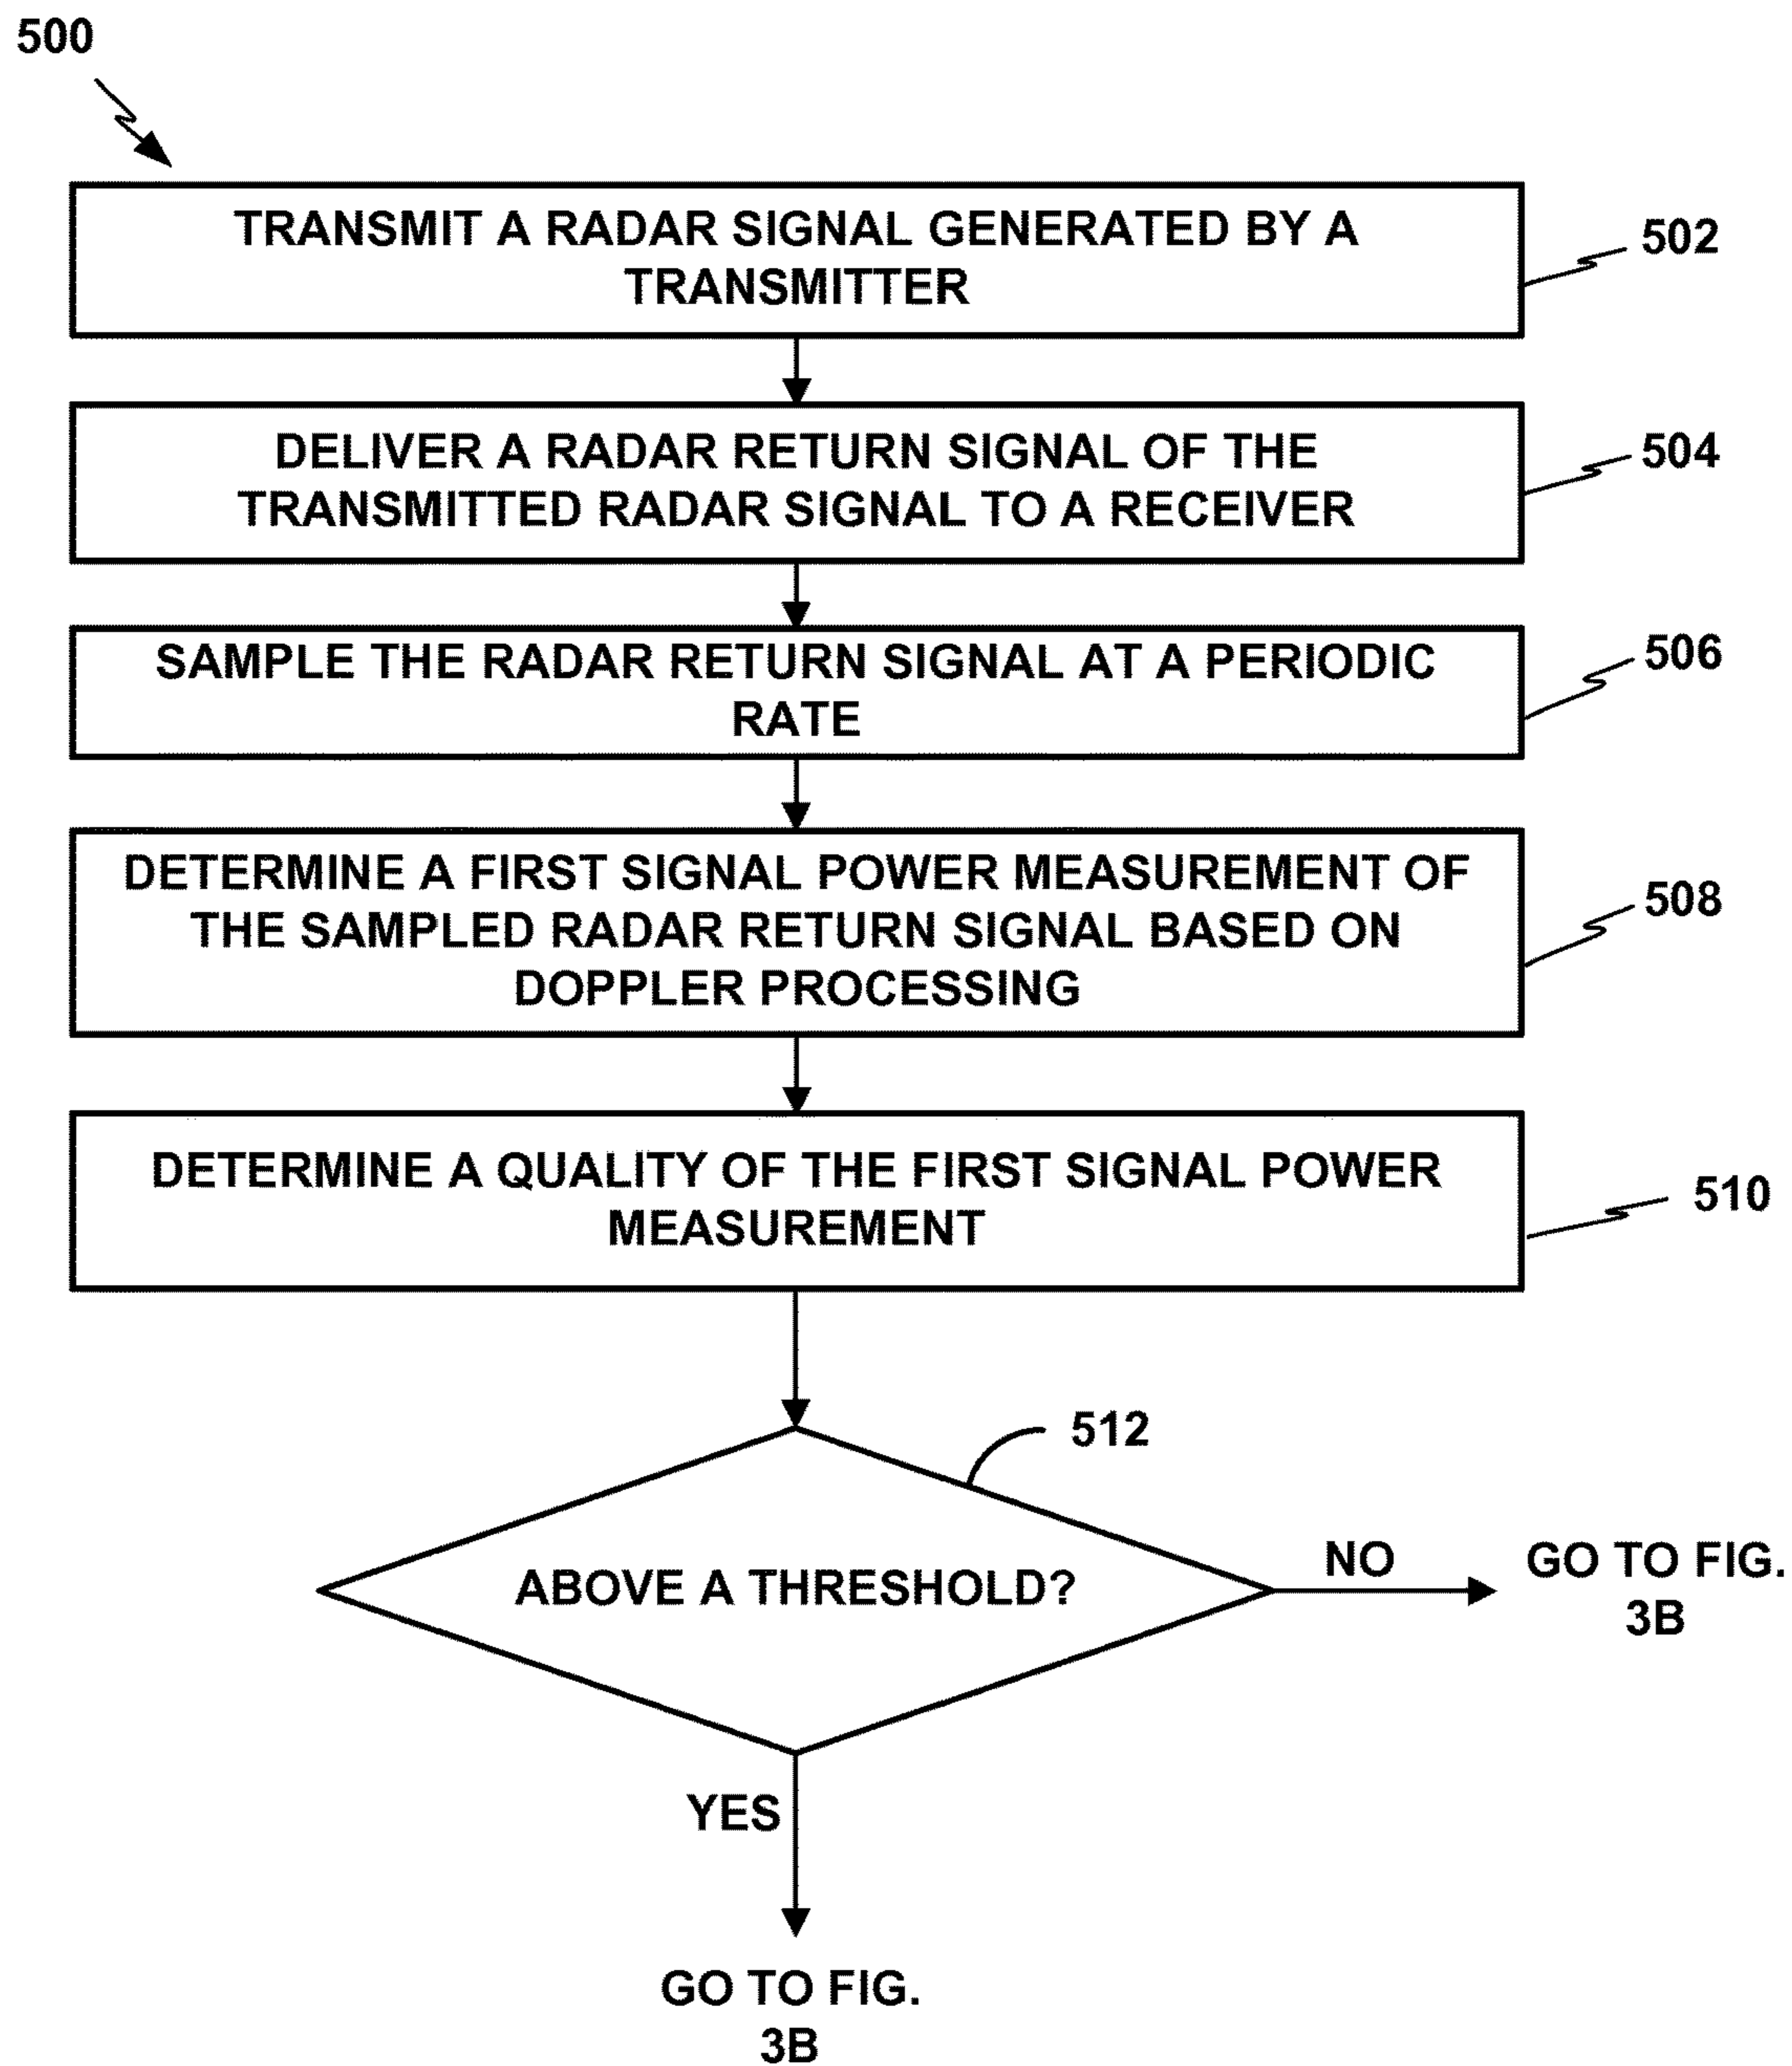 500
TRANSMIT A RADAR SIGNAL GENERATED BY A
TRANSMITTER
502
DELIVER A RADAR RETURN SIGNAL OF THE
TRANSMITTED RADAR SIGNAL TO A RECEIVER
504
SAMPLE THE RADAR RETURN SIGNAL AT A PERIODIC
RATE
506
DETERMINE A FIRST SIGNAL POWER MEASUREMENT OF
THE SAMPLED RADAR RETURN SIGNAL BASED ON
DOPPLER PROCESSING
508
DETERMINE A QUALITY OF THE FIRST SIGNAL POWER
MEASUREMENT
510
512
ABOVE A THRESHOLD?
NO
GO TO FIG.
3B
YES
GO TO FIG.
3B